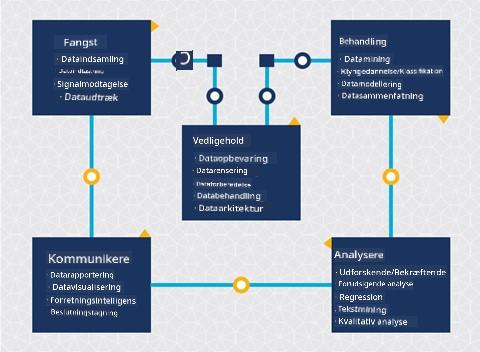 Fangst
· Dataindsamling
· Dataindtastning
· Signalmodtagelse
· Dataudtræk
Behandling
· Datamining
· Klyngedannelse/Klassifikation
· Datamodellering
· Datasammenfatning
Vedligehold
· Dataopbevaring
· Datarensering
· Dataforberedelse
· Databehandling
· Dataarkitektur
Kommunikere
· Datarapportering
· Datavisualisering
· Forretningsintelligens
· Beslutningstagning
Analysere
· Udforskende/Bekræftende
· Forudsigende analyse
· Regression
· Tekstmining
· Kvalitativ analyse